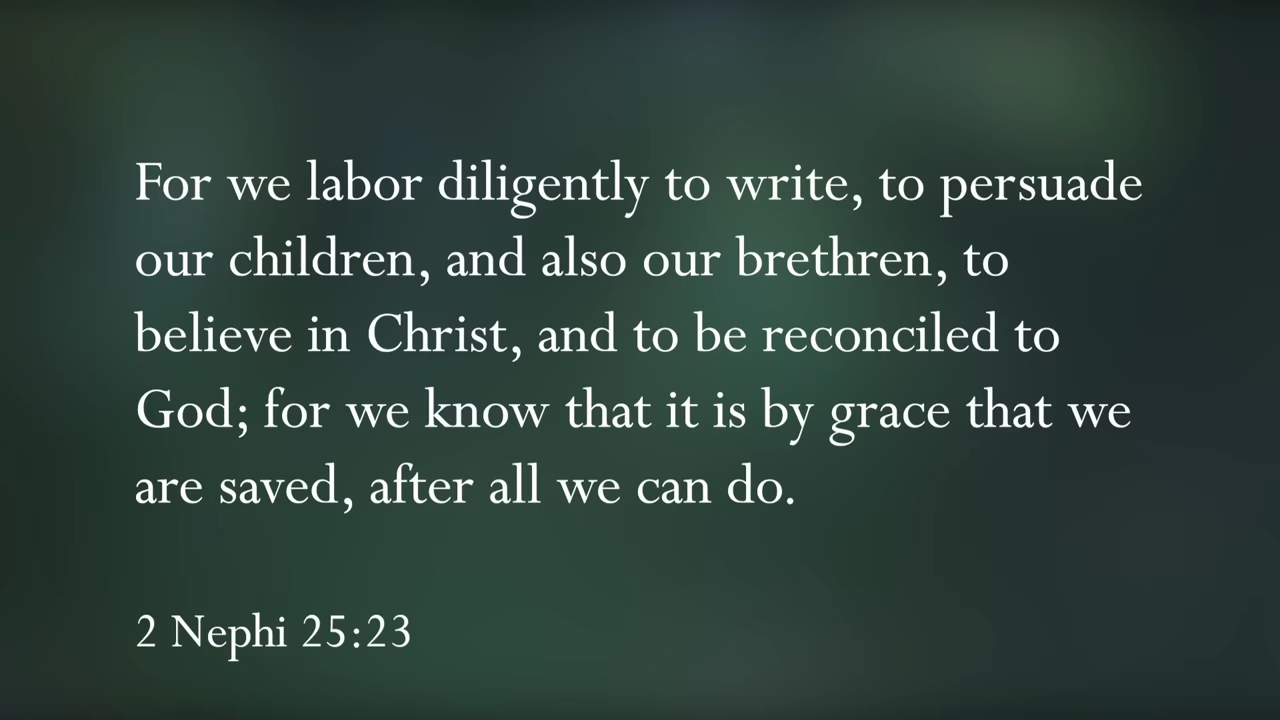 For we labor diligently to write, to persuade
our children, and also our brethren, to
believe in Christ, and to be reconciled to
God; for we know that it is by grace that we
are saved, after all we can do.
2 Nephi 25:23